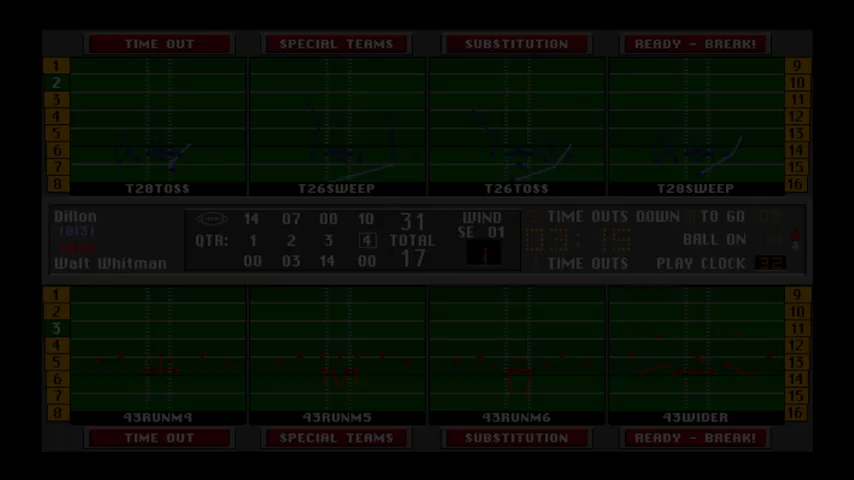 TIME OUT SPECIAL TEAMS SUBSTITUTION READY - BREAK!
1 9
2 10
3 11
4 12
5 13
6 14
7 15
8 16
T28TOSS T26SWEEP T26TOSS T28SWEEP
Dillon 14 07 00 10 31 WIND TIME OUTS DOWN TO GO
QTR: 1 2 3 4 TOTAL SE 01 03:15 BALL ON
Walt Whitman 00 03 14 00 17 TIME OUTS PLAY CLOCK 32
1 9
2 10
3 11
4 12
5 13
6 14
7 15
8 16
43RUNM4 43RUNM5 43RUNM6 43WIDER
TIME OUT SPECIAL TEAMS SUBSTITUTION READY - BREAK!